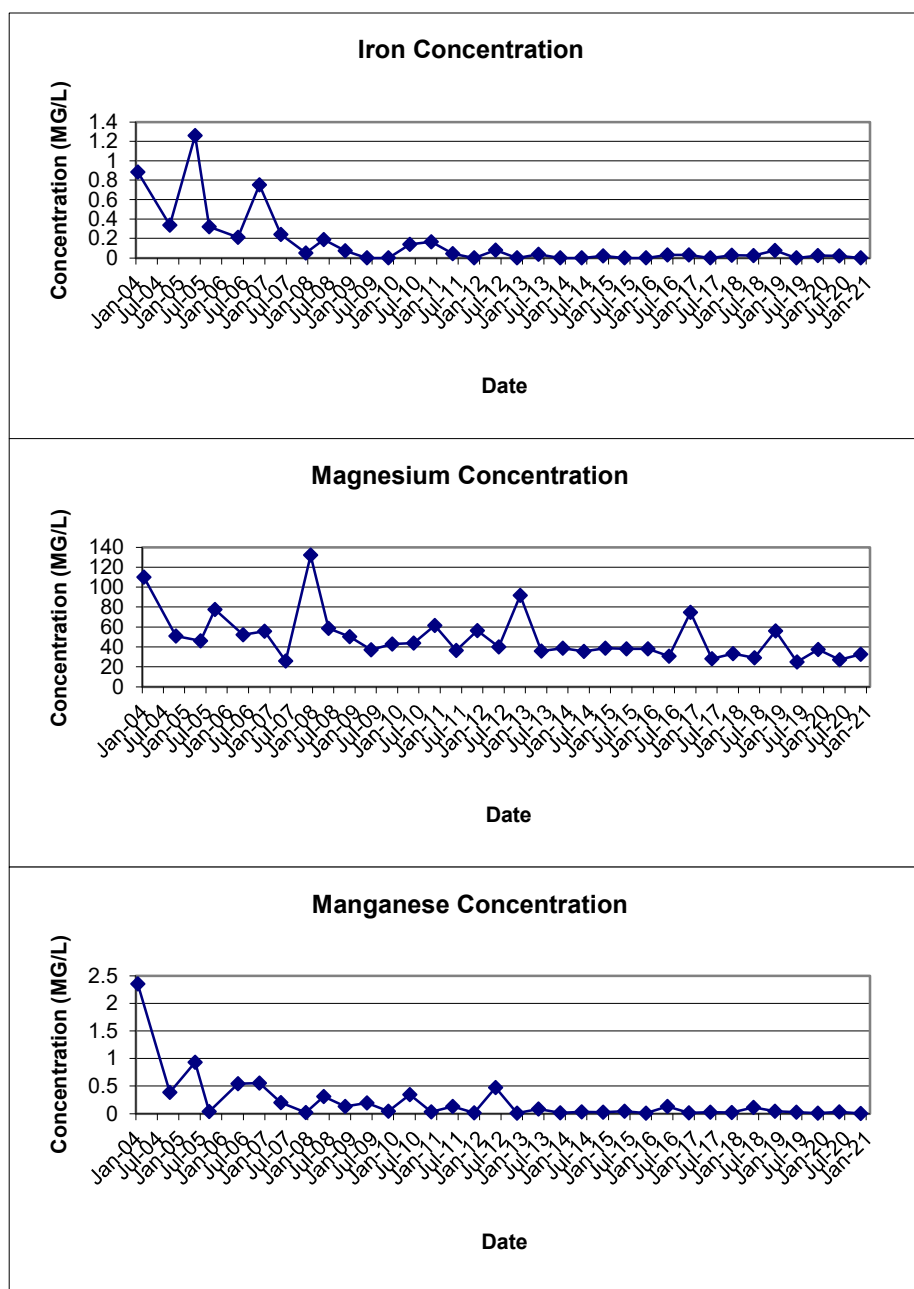 Iron Concentration
Concentration (MG/L)
1.4
1.2
1
0.8
0.6
0.4
0.2
0
Jan-04
Jul-04
Jan-05
Jul-05
Jan-06
Jul-06
Jan-07
Jul-07
Jan-08
Jul-08
Jan-09
Jul-09
Jan-10
Jul-10
Jan-11
Jul-11
Jan-12
Jul-12
Jan-13
Jul-13
Jan-14
Jul-14
Jan-15
Jul-15
Jan-16
Jul-16
Jan-17
Jul-17
Jan-18
Jul-18
Jan-19
Jul-19
Jan-20
Jul-20
Jan-21
Date
Magnesium Concentration
Concentration (MG/L)
140
120
100
80
60
40
20
0
Jan-04
Jul-04
Jan-05
Jul-05
Jan-06
Jul-06
Jan-07
Jul-07
Jan-08
Jul-08
Jan-09
Jul-09
Jan-10
Jul-10
Jan-11
Jul-11
Jan-12
Jul-12
Jan-13
Jul-13
Jan-14
Jul-14
Jan-15
Jul-15
Jan-16
Jul-16
Jan-17
Jul-17
Jan-18
Jul-18
Jan-19
Jul-19
Jan-20
Jul-20
Jan-21
Date
Manganese Concentration
Concentration (MG/L)
2.5
2
1.5
1
0.5
0
Jan-04
Jul-04
Jan-05
Jul-05
Jan-06
Jul-06
Jan-07
Jul-07
Jan-08
Jul-08
Jan-09
Jul-09
Jan-10
Jul-10
Jan-11
Jul-11
Jan-12
Jul-12
Jan-13
Jul-13
Jan-14
Jul-14
Jan-15
Jul-15
Jan-16
Jul-16
Jan-17
Jul-17
Jan-18
Jul-18
Jan-19
Jul-19
Jan-20
Jul-20
Jan-21
Date